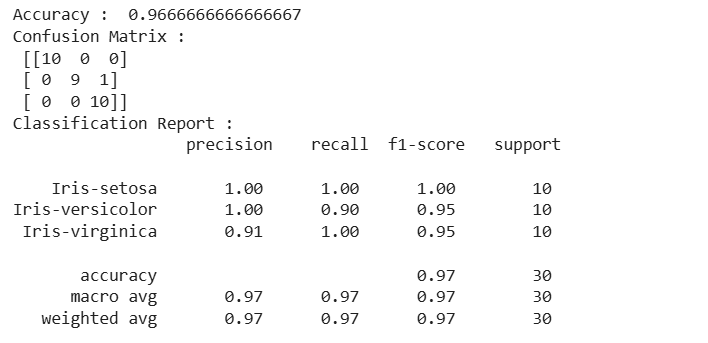 Accuracy :  0.9666666666666667
Confusion Matrix :
 [[10  0  0]
 [ 0  9  1]
 [ 0  0 10]]
Classification Report :
                  precision    recall  f1-score   support

    Iris-setosa       1.00      1.00      1.00        10
Iris-versicolor       1.00      0.90      0.95        10
 Iris-virginica       0.91      1.00      0.95        10

       accuracy                           0.97        30
      macro avg       0.97      0.97      0.97        30
   weighted avg       0.97      0.97      0.97        30